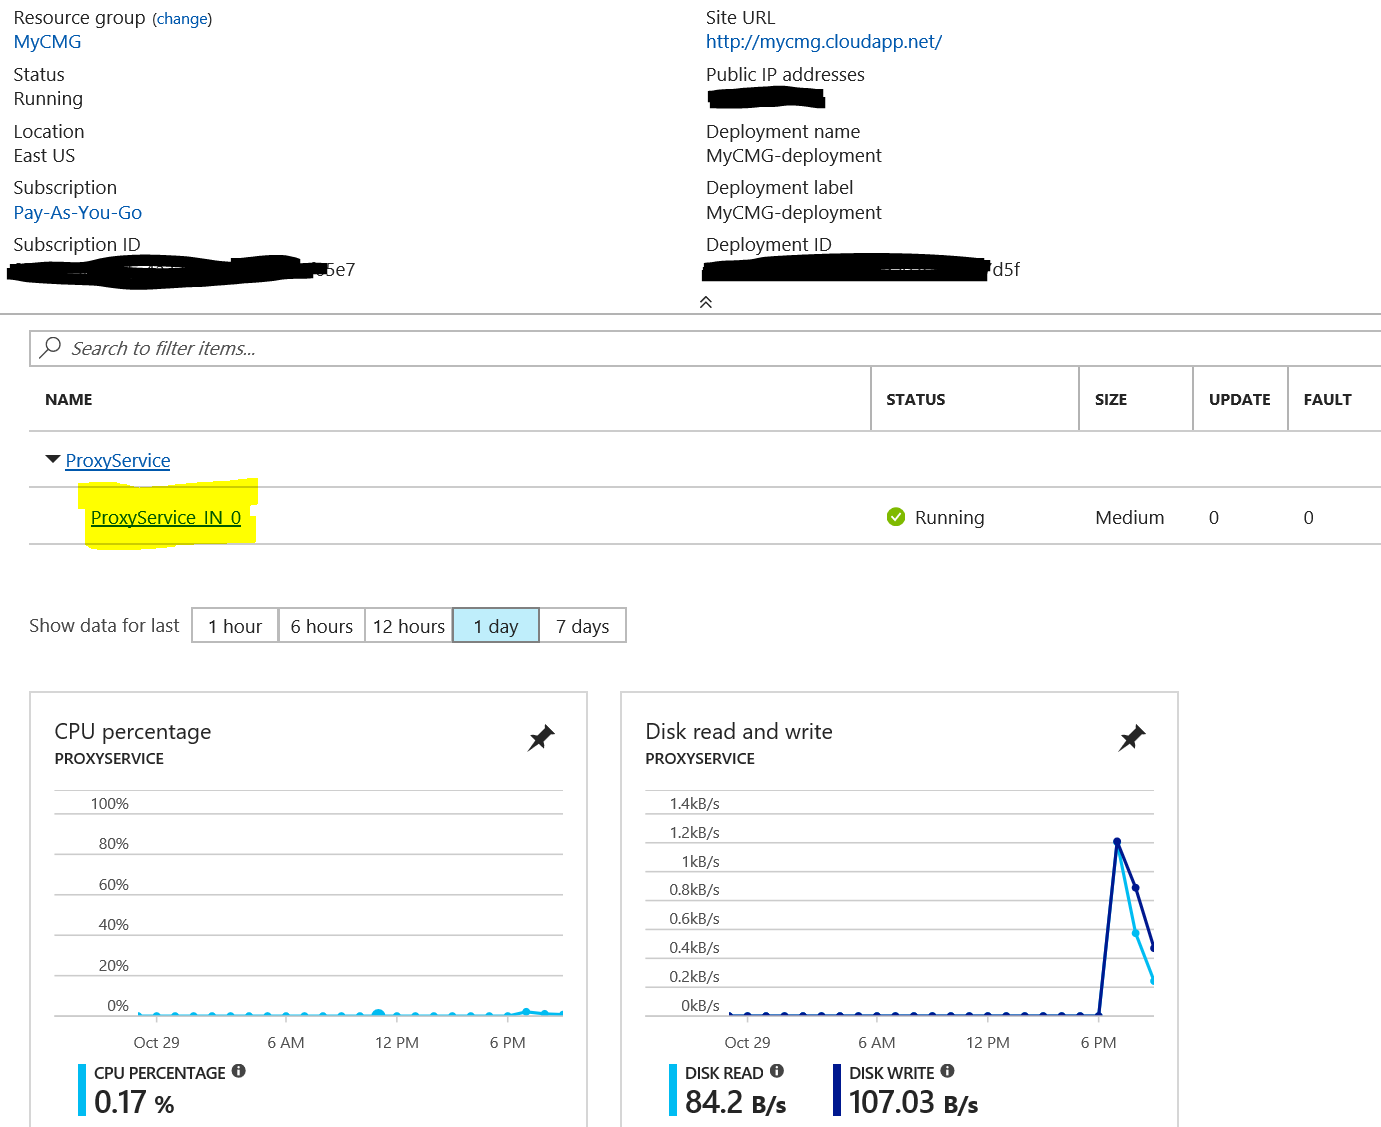 Resource group (change)
MyCMG
Status
Running
Location
East US
Subscription
Pay-As-You-Go
Subscription ID
5e7
Site URL
http://mycmg.cloudapp.net/
Public IP addresses
Deployment name
MyCMG-deployment
Deployment label
MyCMG-deployment
Deployment ID
d5f
Search to filter items...
NAME STATUS SIZE UPDATE FAULT
ProxyService
ProxyService_IN_0 Running Medium 0 0
Show data for last 1 hour 6 hours 12 hours 1 day 7 days
CPU percentage
PROXYSERVICE
100%
80%
60%
40%
20%
0%
Oct 29 6 AM 12 PM 6 PM
CPU PERCENTAGE
0.17 %
Disk read and write
PROXYSERVICE
1.4kB/s
1.2kB/s
1kB/s
0.8kB/s
0.6kB/s
0.4kB/s
0.2kB/s
0kB/s
Oct 29 6 AM 12 PM 6 PM
DISK READ DISK WRITE
84.2 B/s 107.03 B/s